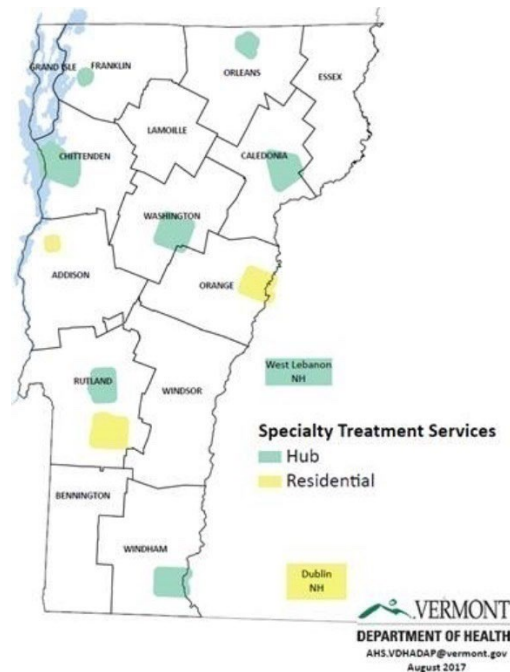 GRAND ISLE
FRANKLIN
ORLEANS
ESSEX
LAMOILLE
CHITTENDEN
CALEDONIA
WASHINGTON
ADDISON
ORANGE
West Lebanon
NH
RUTLAND
WINDSOR
Specialty Treatment Services
Hub
Residential
BENNINGTON
WINDHAM
Dublin
NH
VERMONT
DEPARTMENT OF HEALTH
AHS.VDHADAP@vermont.gov
August 2017